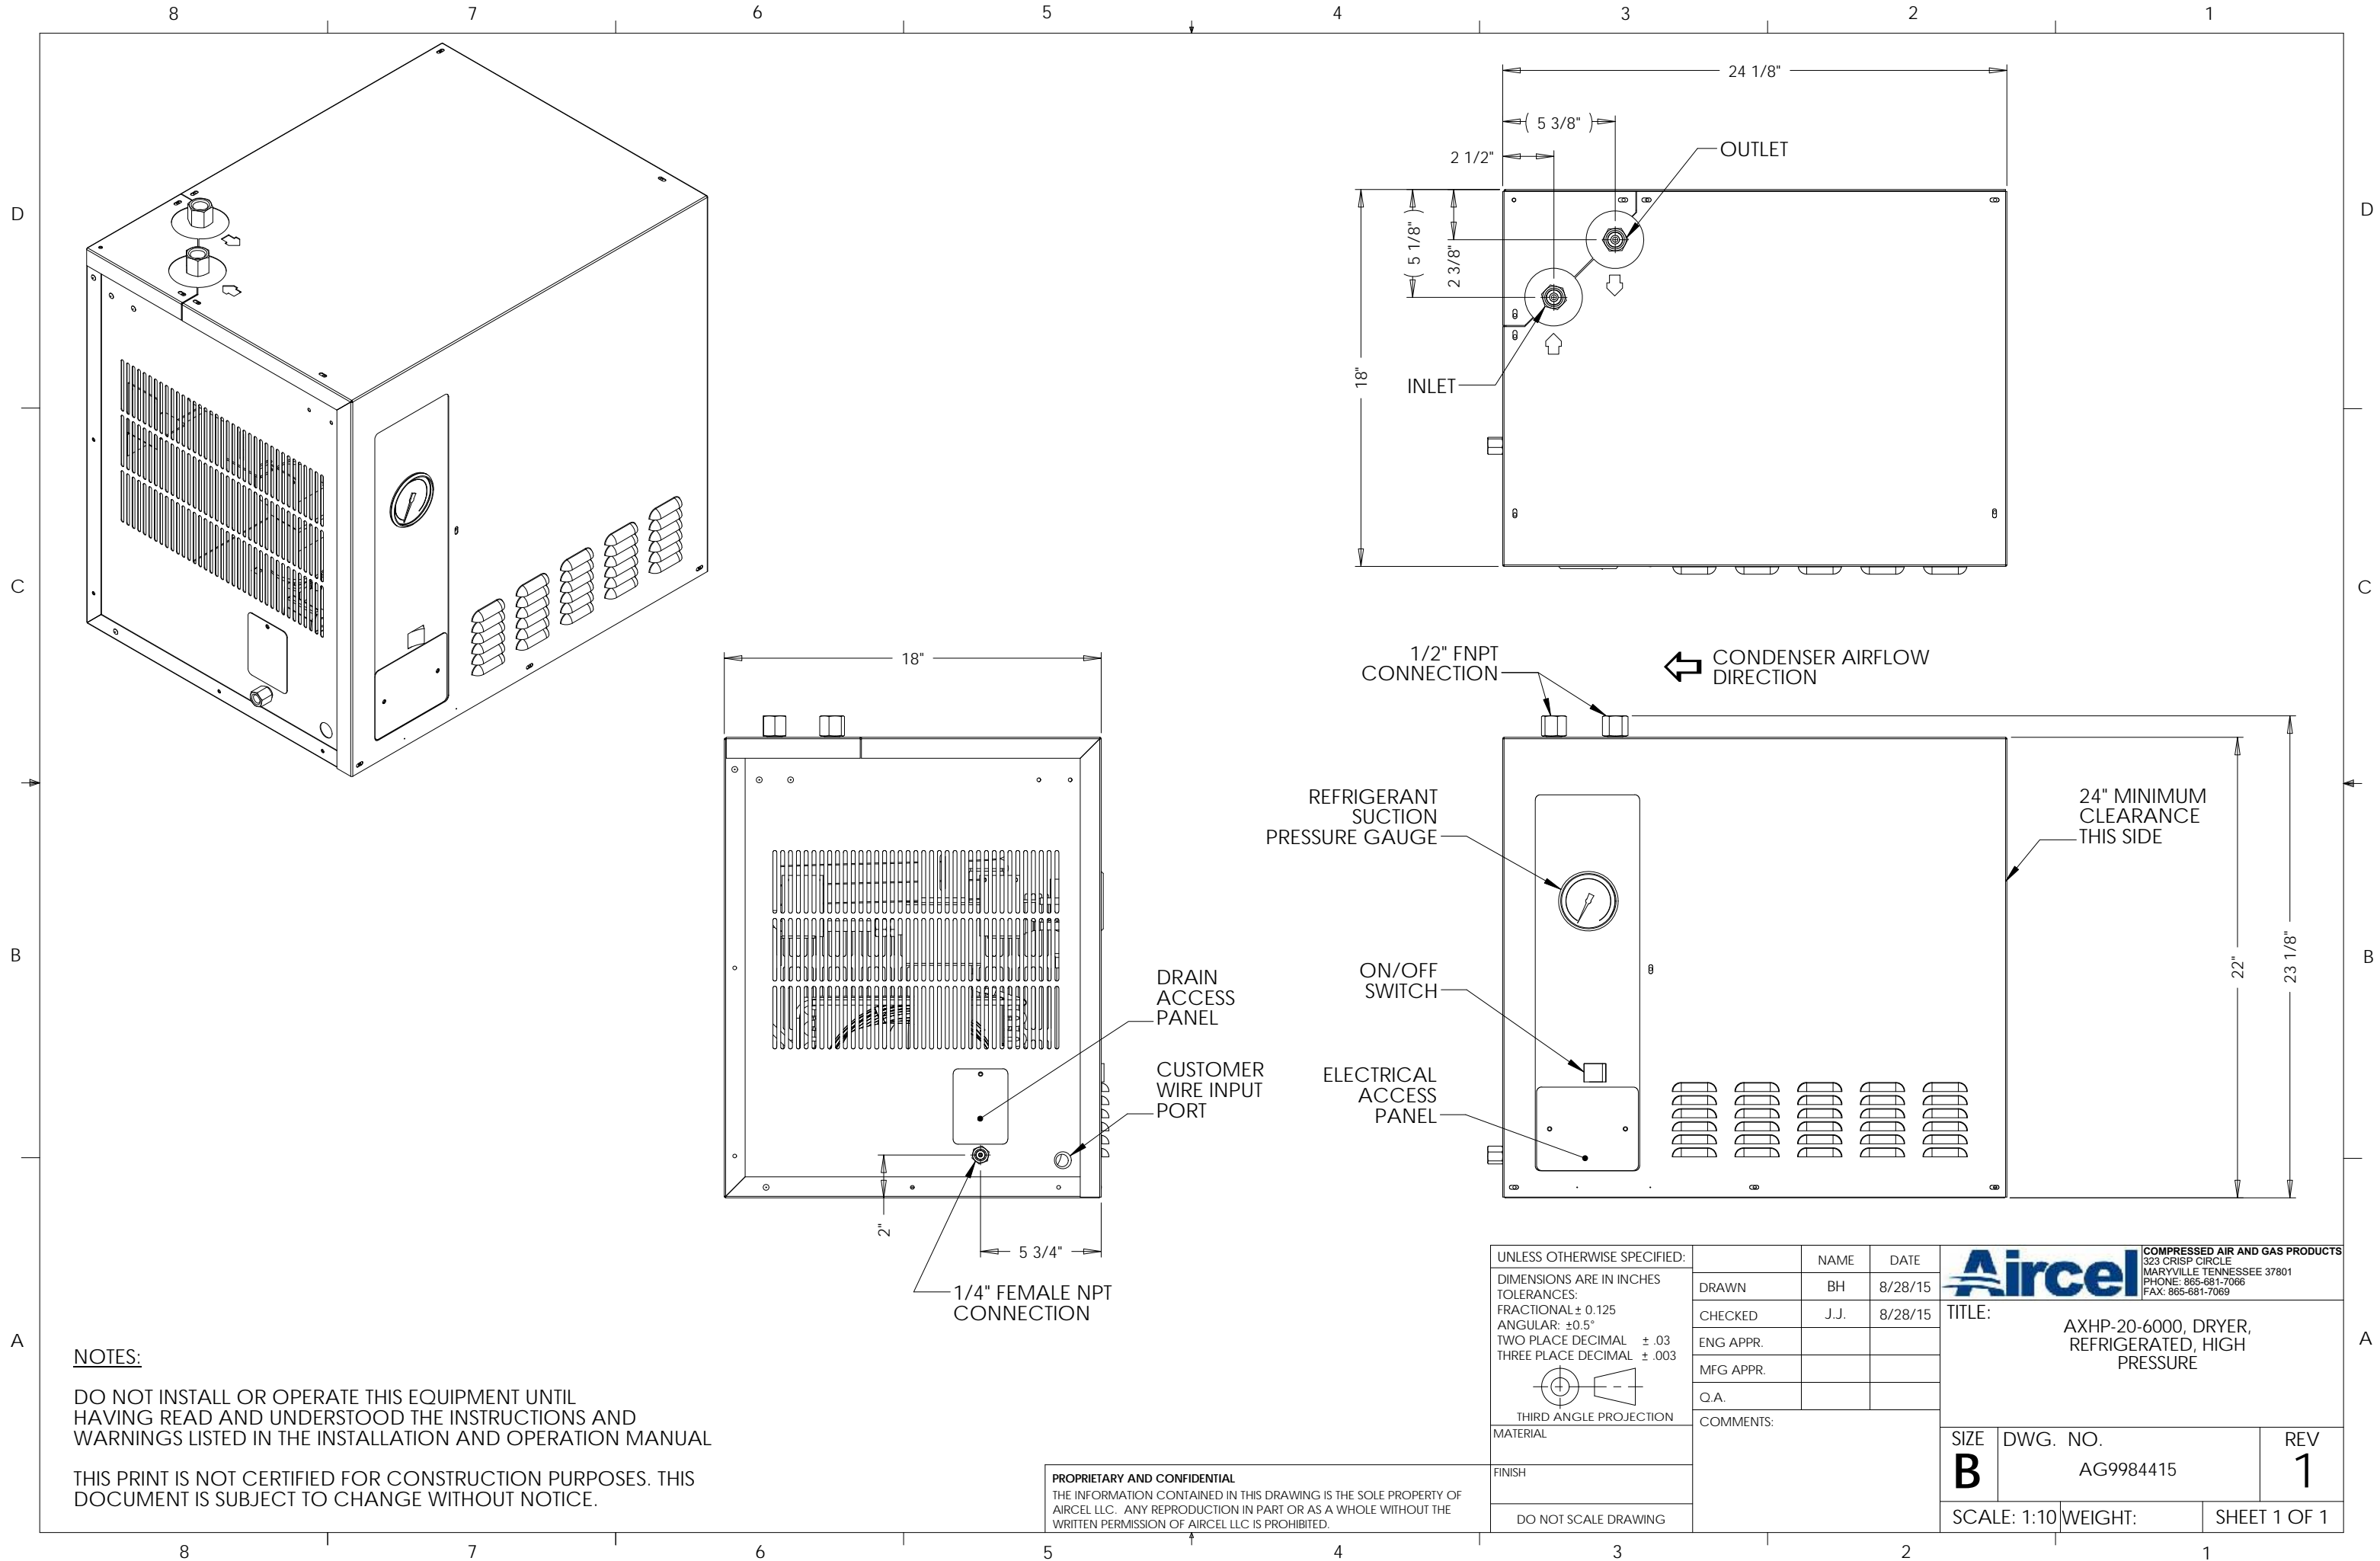 8 7 6 5 4 3 2 1
D
D
C
C
B
B
A
A
24 1/8"
( 5 3/8" )
2 1/2"
OUTLET
( 5 1/8" )
2 3/8"
18"
INLET
1/2" FNPT
CONNECTION
CONDENSER AIRFLOW
DIRECTION
18"
REFRIGERANT
SUCTION
PRESSURE GAUGE
24" MINIMUM
CLEARANCE
THIS SIDE
ON/OFF
SWITCH
22"
23 1/8"
DRAIN
ACCESS
PANEL
CUSTOMER
WIRE INPUT
PORT
ELECTRICAL
ACCESS
PANEL
2"
5 3/4"
1/4" FEMALE NPT
CONNECTION
NOTES:
DO NOT INSTALL OR OPERATE THIS EQUIPMENT UNTIL
HAVING READ AND UNDERSTOOD THE INSTRUCTIONS AND
WARNINGS LISTED IN THE INSTALLATION AND OPERATION MANUAL
THIS PRINT IS NOT CERTIFIED FOR CONSTRUCTION PURPOSES. THIS
DOCUMENT IS SUBJECT TO CHANGE WITHOUT NOTICE.
PROPRIETARY AND CONFIDENTIAL
THE INFORMATION CONTAINED IN THIS DRAWING IS THE SOLE PROPERTY OF
AIRCEL LLC. ANY REPRODUCTION IN PART OR AS A WHOLE WITHOUT THE
WRITTEN PERMISSION OF AIRCEL LLC IS PROHIBITED.
UNLESS OTHERWISE SPECIFIED:
DIMENSIONS ARE IN INCHES
TOLERANCES:
FRACTIONAL ± 0.125
ANGULAR: ±0.5°
TWO PLACE DECIMAL ± .03
THREE PLACE DECIMAL ± .003
THIRD ANGLE PROJECTION
MATERIAL
FINISH
DO NOT SCALE DRAWING
NAME DATE
DRAWN BH 8/28/15
CHECKED J.J. 8/28/15
ENG APPR.
MFG APPR.
Q.A.
COMMENTS:
Aircel
COMPRESSED AIR AND GAS PRODUCTS
323 CRISP CIRCLE
MARYVILLE TENNESSEE 37801
PHONE: 865-681-7066
FAX: 865-681-7069
TITLE:
AXHP-20-6000, DRYER,
REFRIGERATED, HIGH
PRESSURE
SIZE
B
DWG. NO.
AG9984415
REV
1
SCALE: 1:10 WEIGHT: SHEET 1 OF 1
8 7 6 5 4 3 2 1